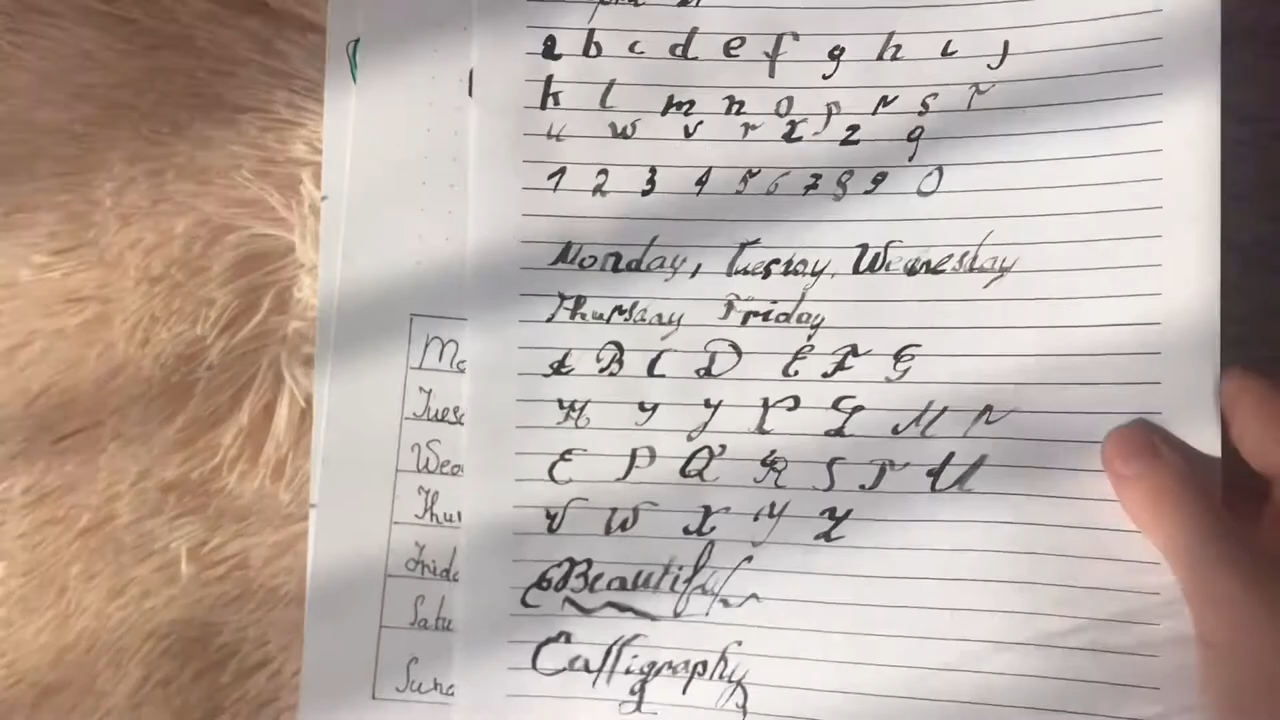 a b c d e f g h i j
k l m n o p r s r
u w v r x z q
1 2 3 4 5 6 7 8 9 0
Monday, Tuesday, Wednesday
Thursday Friday
A B C D E F G
H Y Y P L M N
E P Q R S T U
V W X Y Z
Beautiful
Calligraphy
Mo
Tues
Wed
Thu
Frida
Satu
Sund